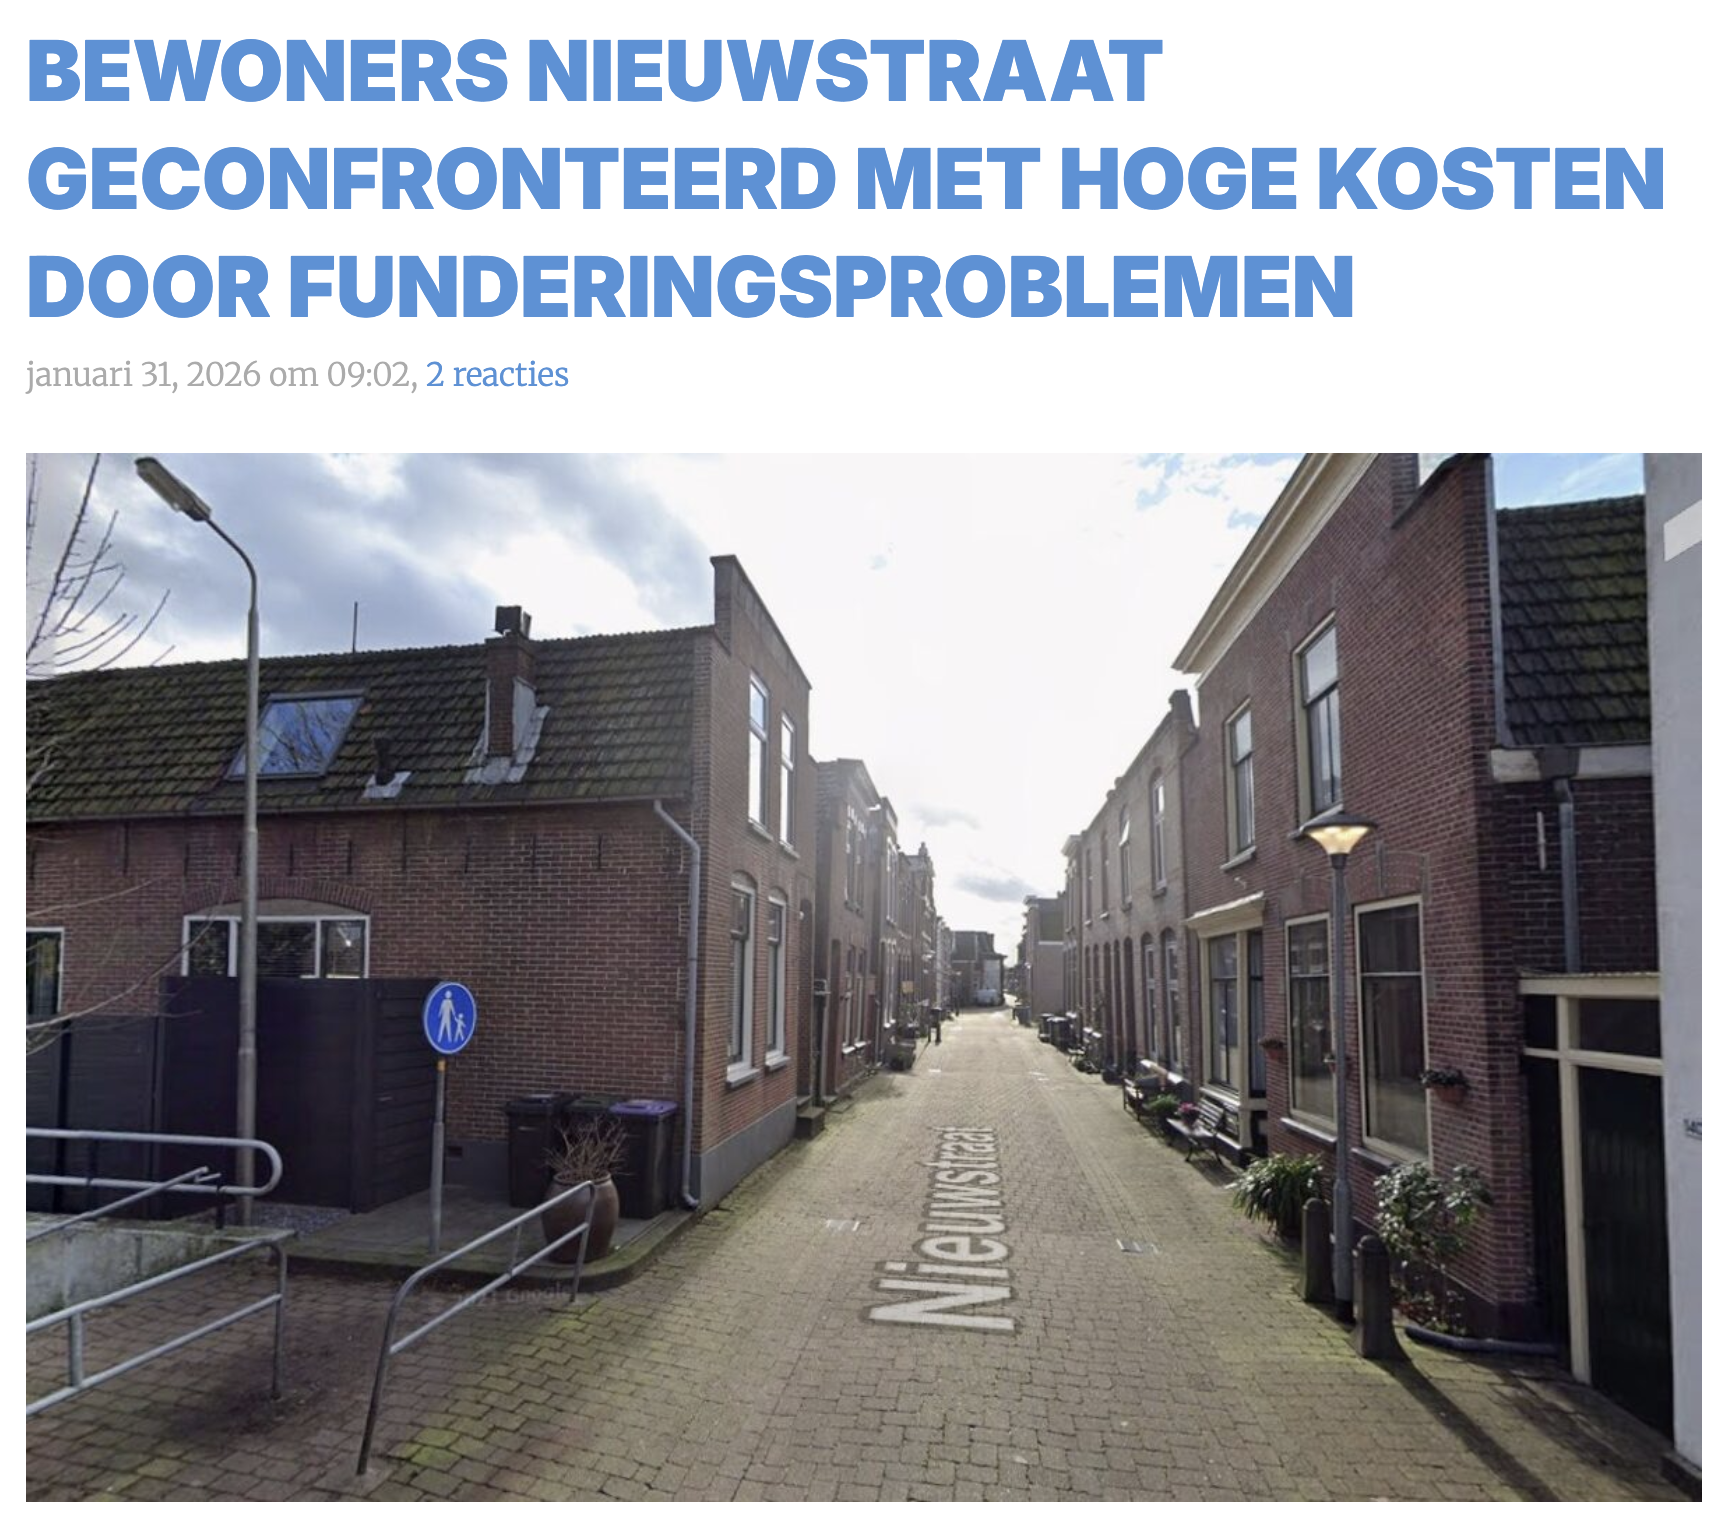 BEWONERS NIEUWSTRAAT
GECONFRONTEERD MET HOGE KOSTEN
DOOR FUNDERINGSPROBLEMEN
januari 31, 2026 om 09:02, 2 reacties
Nieuwstraat